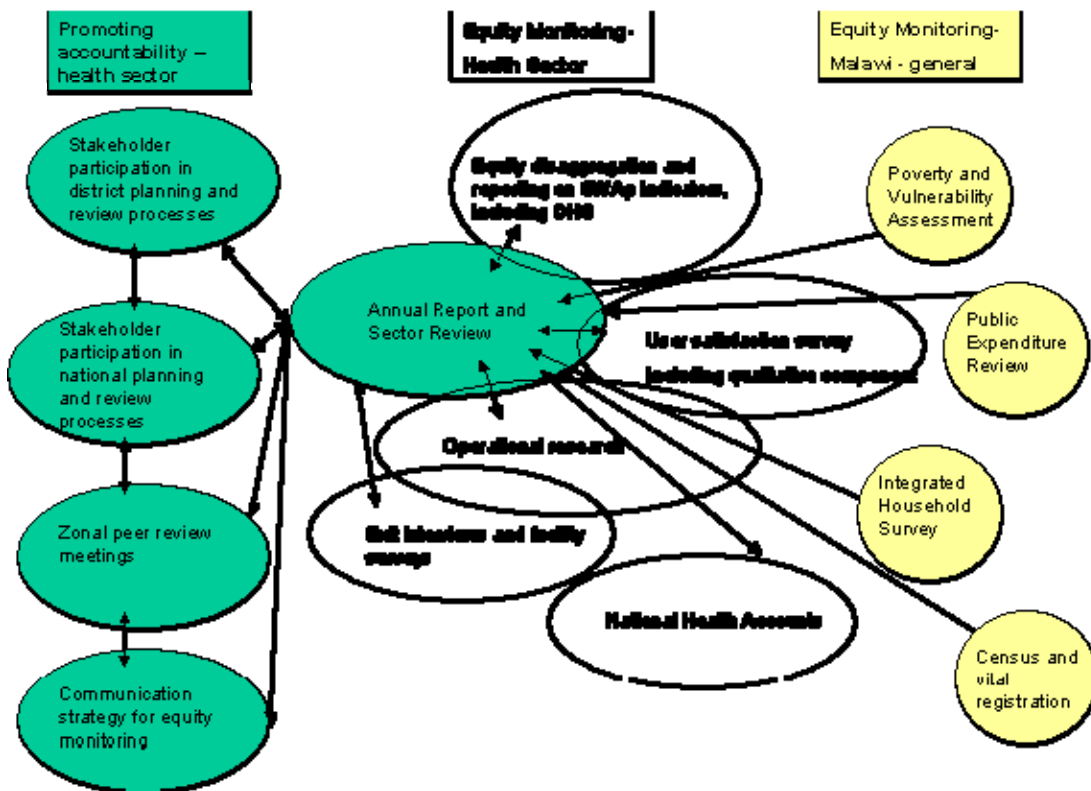 Promoting
accountability –
health sector
Equity Monitoring-
Health Sector
Equity Monitoring-
Malawi - general
Stakeholder
participation in
district planning and
review processes
Equity disaggregation and
reporting on SWAp indicators,
including DHS
Poverty and
Vulnerability
Assessment
Annual Report and
Sector Review
Stakeholder
participation in
national planning
and review
processes
User satisfaction survey
including qualitative component
Public
Expenditure
Review
Operational research
Integrated
Household
Survey
Zonal peer review
meetings
Exit interviews and facility
surveys
National Health Accounts
Census and
vital
registration
Communication
strategy for equity
monitoring